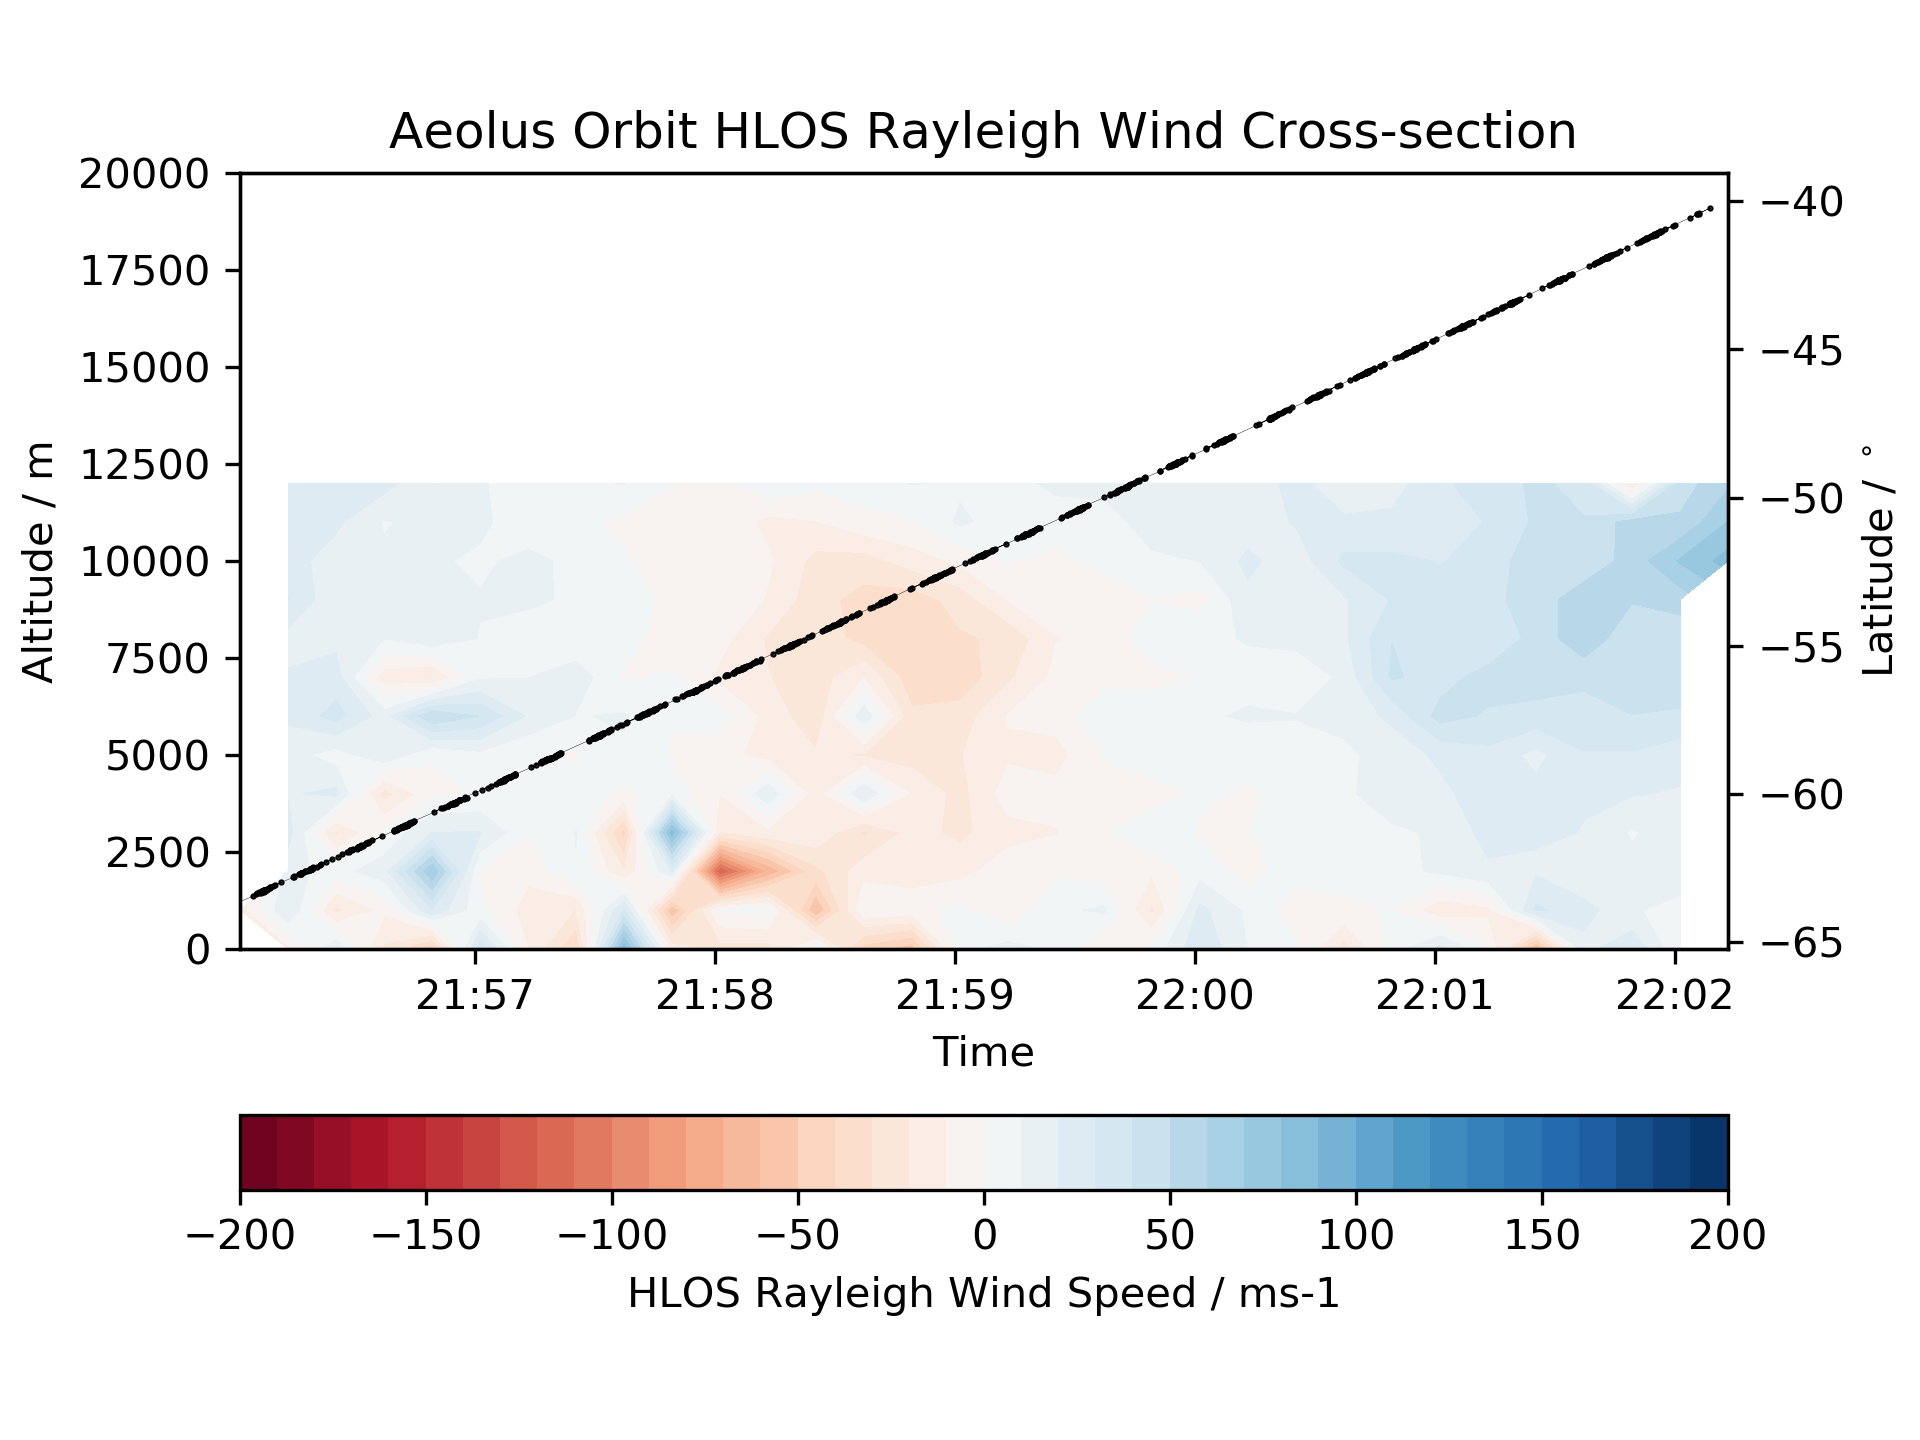 Aeolus Orbit HLOS Rayleigh Wind Cross-section
20000
17500
15000
12500
10000
7500
5000
2500
0
Altitude / m
−40
−45
−50
−55
−60
−65
Latitude / °
21:57 21:58 21:59 22:00 22:01 22:02
Time
−200 −150 −100 −50 0 50 100 150 200
HLOS Rayleigh Wind Speed / ms-1